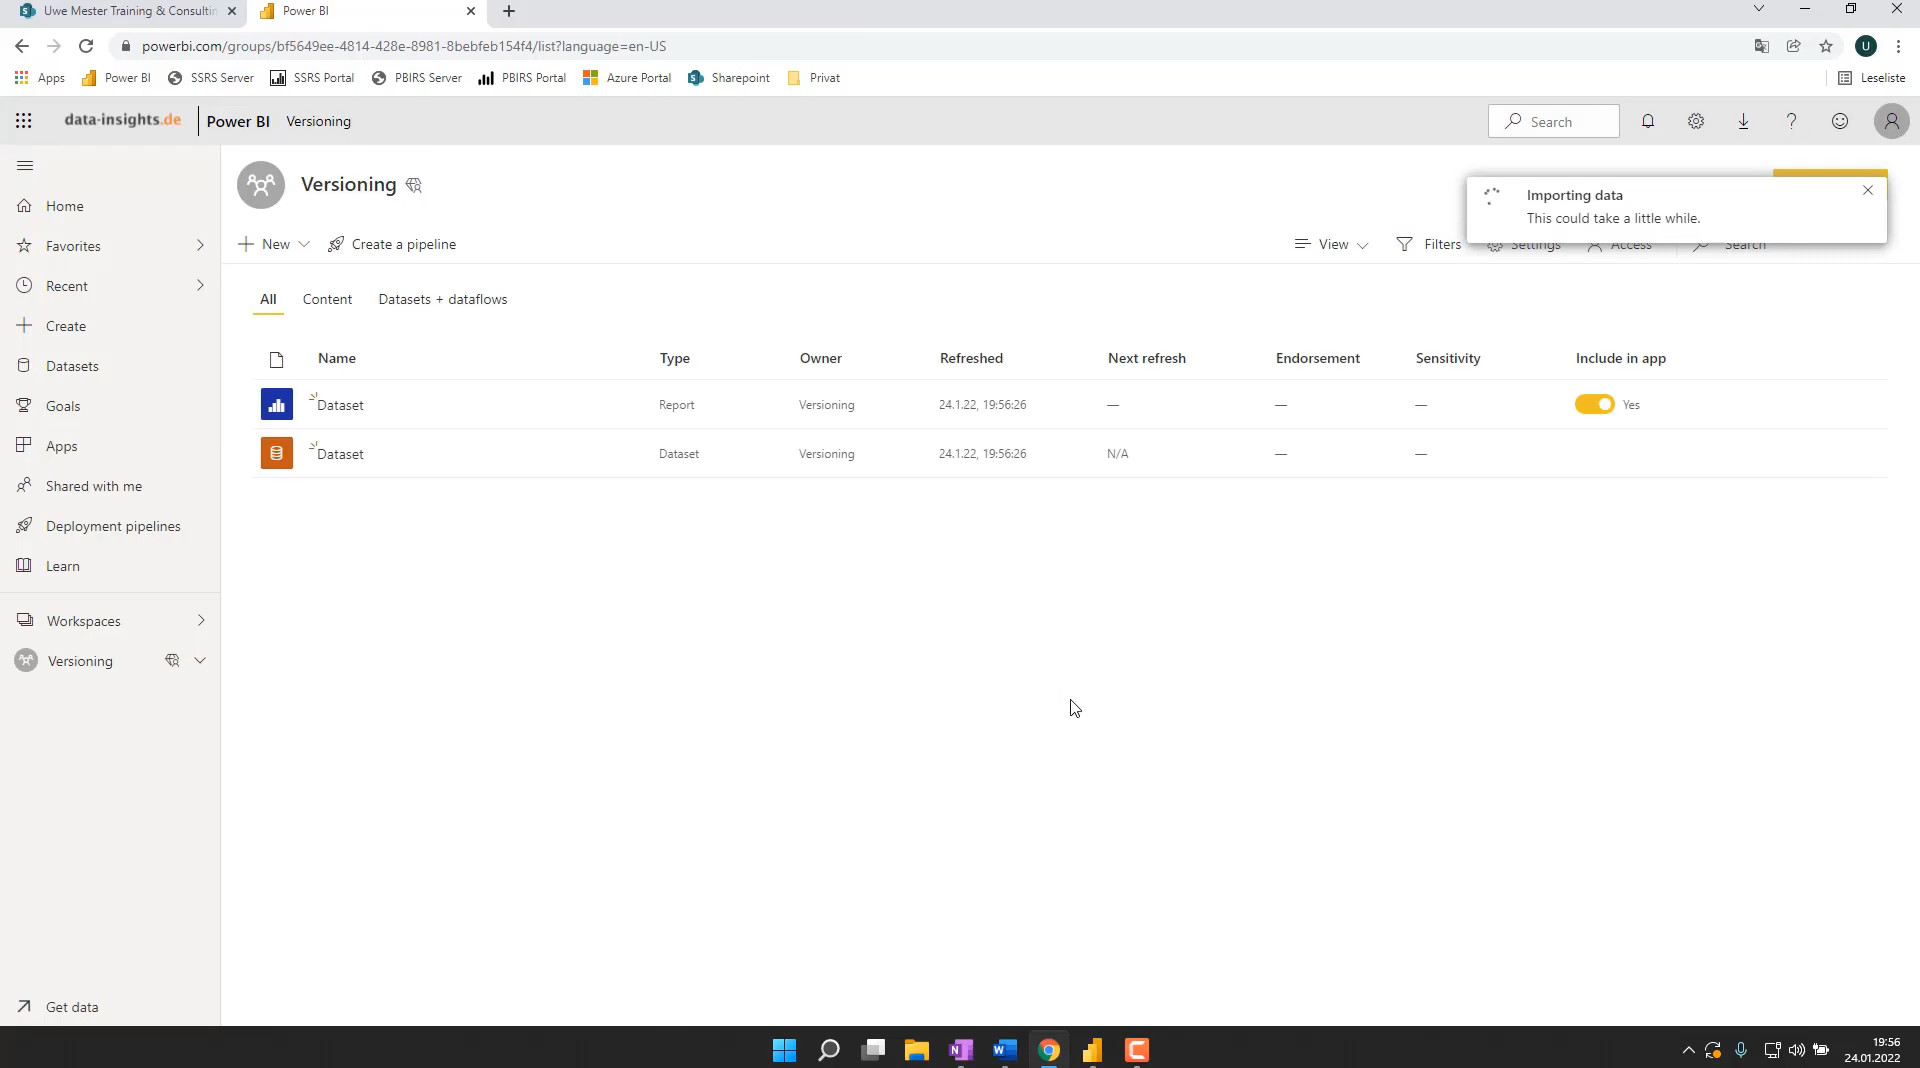 Uwe Mester Training & Consultin
Power BI
powerbi.com/groups/bf5649ee-4814-428e-8981-8bebfeb154f4/list?language=en-US
U
Apps
Power BI
SSRS Server
SSRS Portal
PBIRS Server
PBIRS Portal
Azure Portal
Sharepoint
Privat
Leseliste
data-insights.de
Power BI
Versioning
Search
Versioning
Importing data
This could take a little while.
New
Create a pipeline
View
Filters
Settings
Access
Search
Home
Favorites
Recent
Create
Datasets
Goals
Apps
Shared with me
Deployment pipelines
Learn
Workspaces
Versioning
Get data
All
Content
Datasets + dataflows
Name
Type
Owner
Refreshed
Next refresh
Endorsement
Sensitivity
Include in app
Dataset
Report
Versioning
24.1.22, 19:56:26
—
—
—
Yes
Dataset
Dataset
Versioning
24.1.22, 19:56:26
N/A
—
—
19:56
24.01.2022